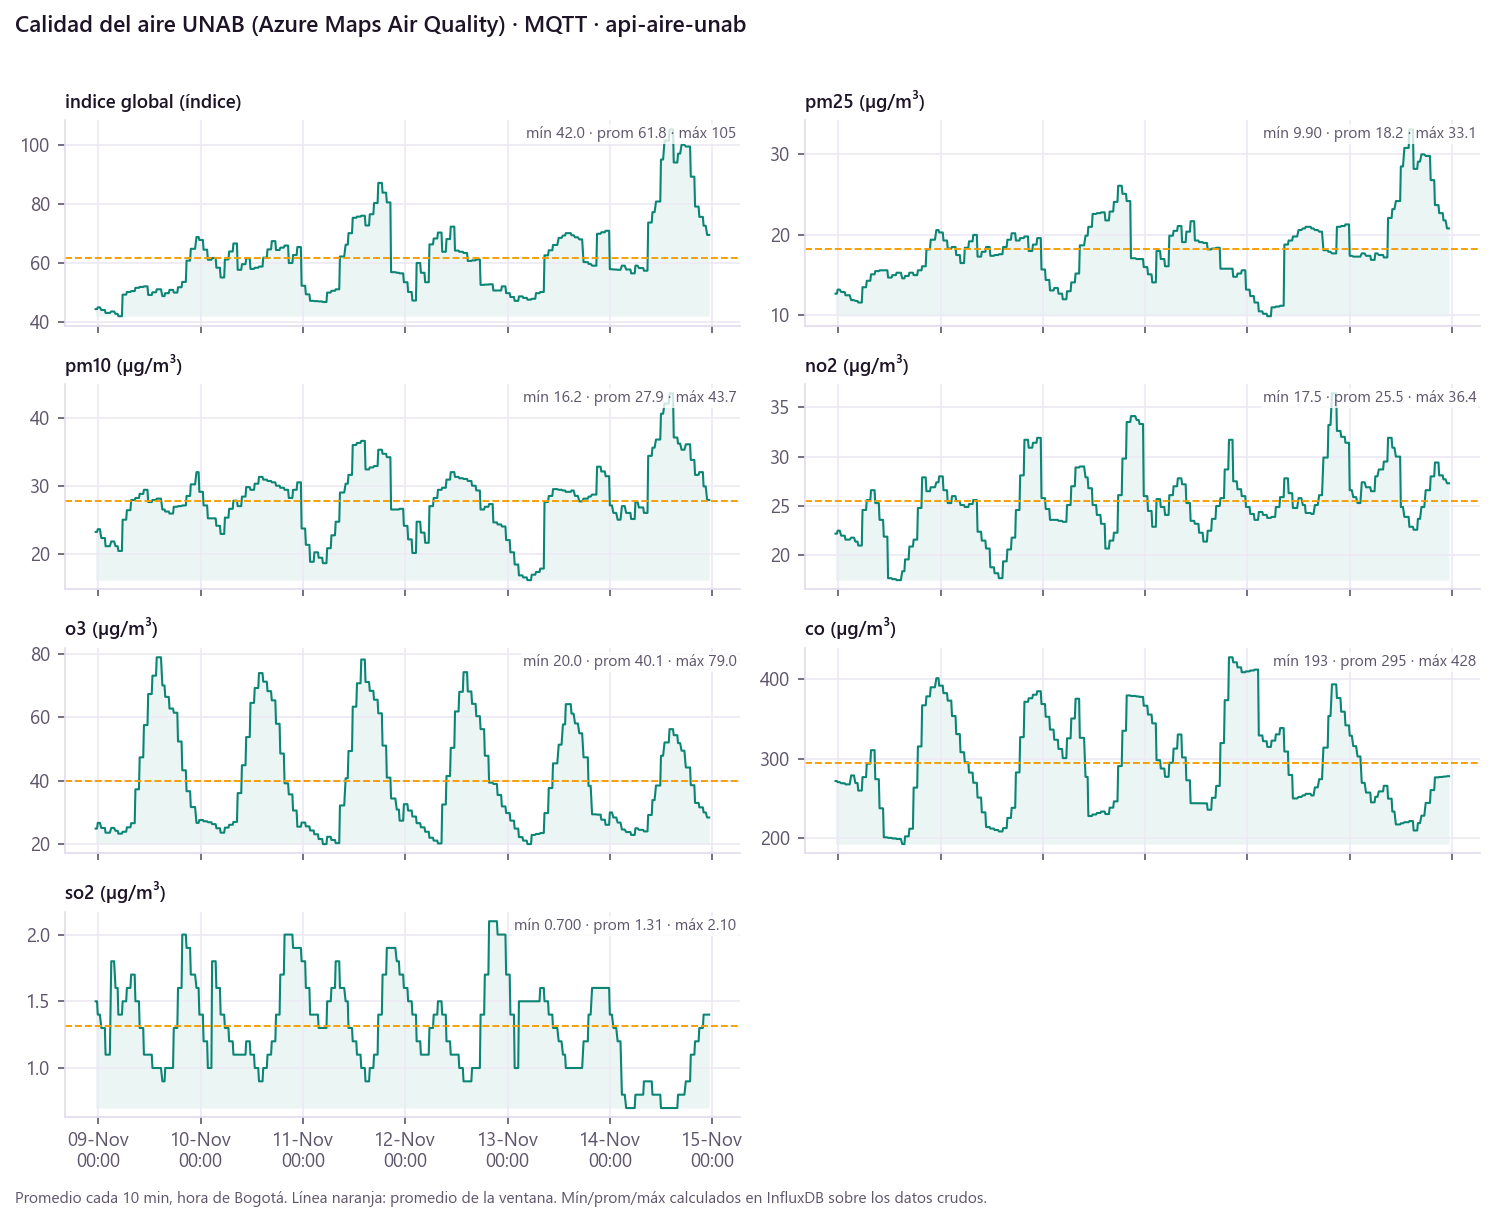 Calidad del aire UNAB (Azure Maps Air Quality) · MQTT · api-aire-unab
indice global (índice)
mín 42.0 · prom 61.8 · máx 105
100
80
60
40
pm25 (µg/m³)
mín 9.90 · prom 18.2 · máx 33.1
30
20
10
pm10 (µg/m³)
mín 16.2 · prom 27.9 · máx 43.7
40
30
20
no2 (µg/m³)
mín 17.5 · prom 25.5 · máx 36.4
35
30
25
20
o3 (µg/m³)
mín 20.0 · prom 40.1 · máx 79.0
80
60
40
20
co (µg/m³)
mín 193 · prom 295 · máx 428
400
300
200
so2 (µg/m³)
mín 0.700 · prom 1.31 · máx 2.10
2.0
1.5
1.0
09-Nov 10-Nov 11-Nov 12-Nov 13-Nov 14-Nov 15-Nov
00:00 00:00 00:00 00:00 00:00 00:00 00:00
Promedio cada 10 min, hora de Bogotá. Línea naranja: promedio de la ventana. Mín/prom/máx calculados en InfluxDB sobre los datos crudos.